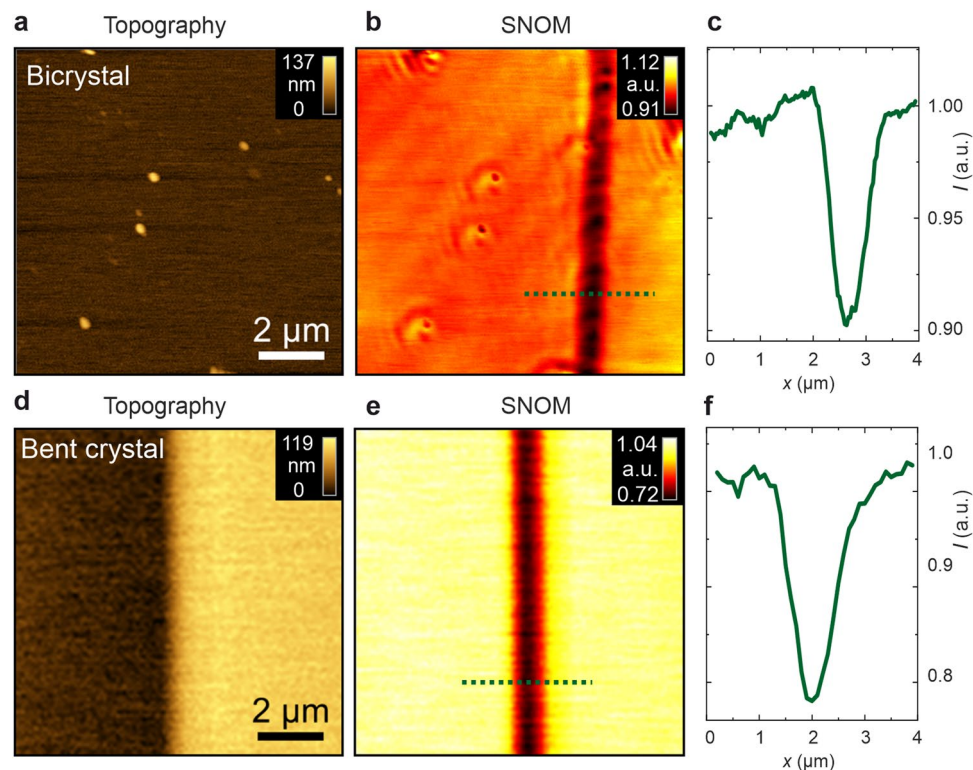 a Topography
Bicrystal
137
nm
0
2 µm
b SNOM
1.12
a.u.
0.91
c
1.00
0.95
0.90
I (a.u.)
0 1 2 3 4
x (µm)
d Topography
Bent crystal
119
nm
0
2 µm
e SNOM
1.04
a.u.
0.72
f
1.0
0.9
0.8
I (a.u.)
0 1 2 3 4
x (µm)